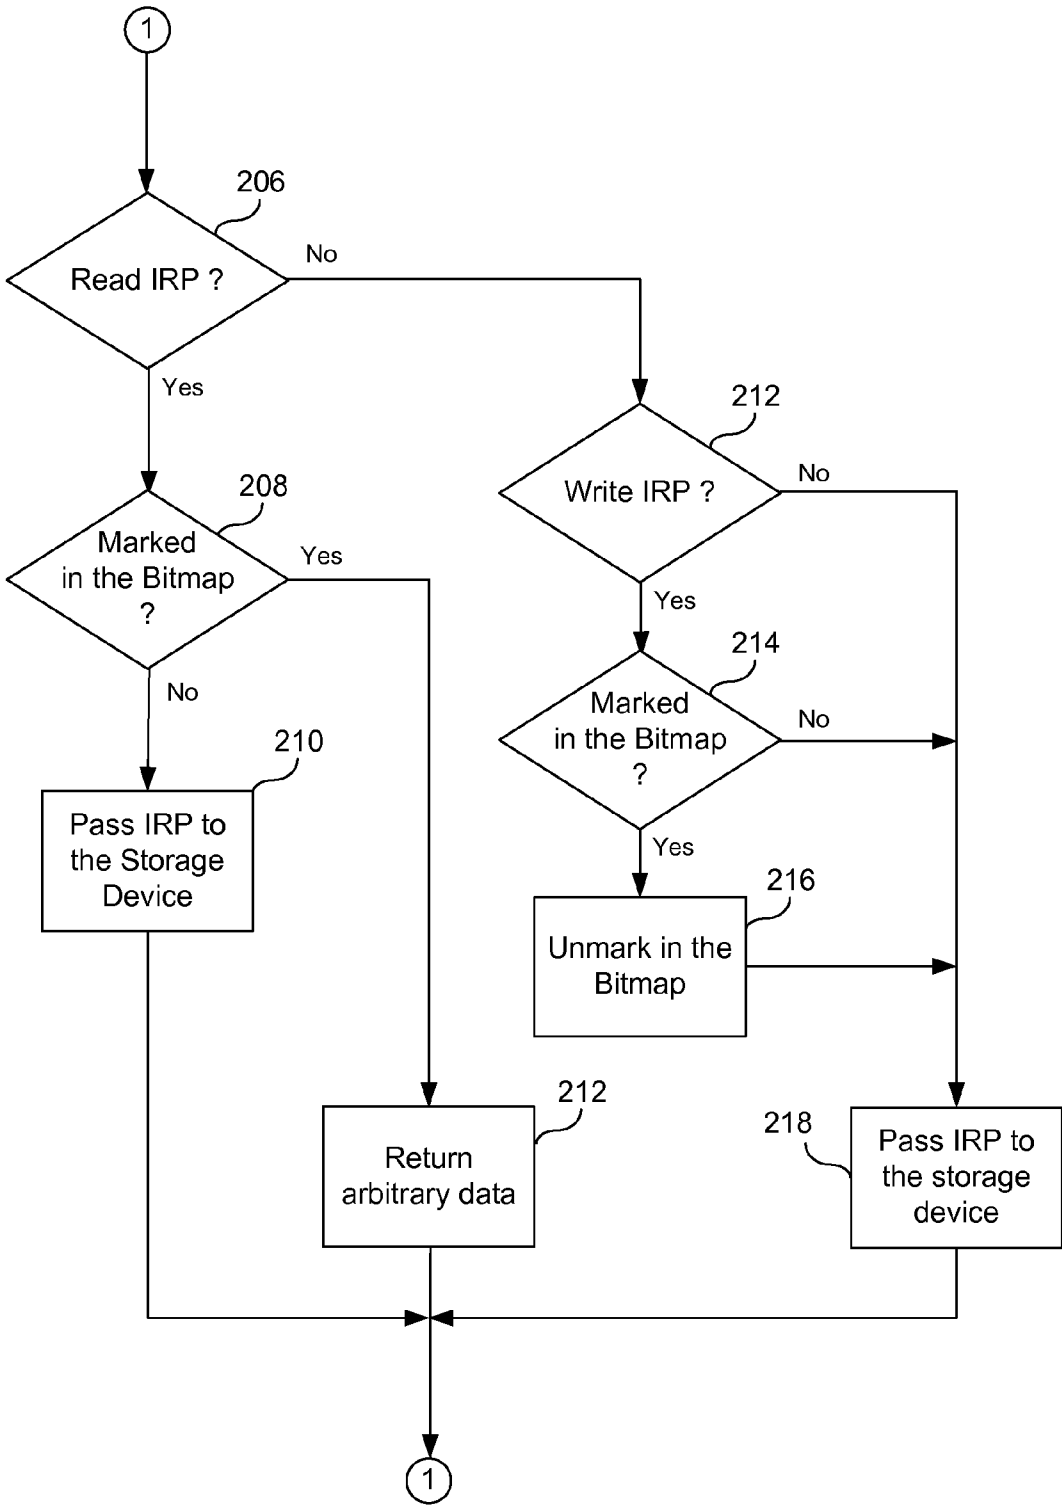 1
206
Read IRP ?
No
Yes
212
Write IRP ?
No
Yes
208
Marked
in the Bitmap
?
Yes
No
214
Marked
in the Bitmap
?
No
Yes
210
Pass IRP to
the Storage
Device
216
Unmark in the
Bitmap
212
Return
arbitrary data
218
Pass IRP to
the storage
device
1